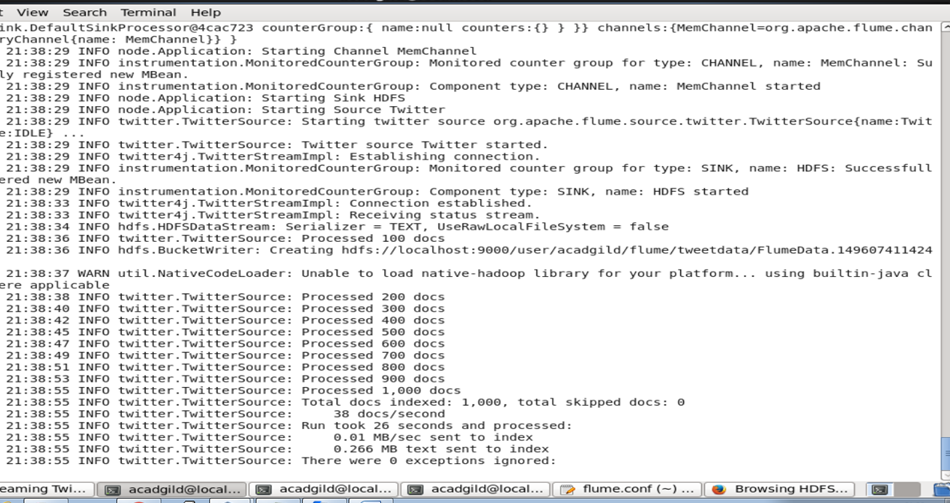 t View Search Terminal Help
ink.DefaultSinkProcessor@4cac723 counterGroup:{ name:null counters:{} } }} channels:{MemChannel=org.apache.flume.chan
ryChannel{name: MemChannel}} }
21:38:29 INFO node.Application: Starting Channel MemChannel
21:38:29 INFO instrumentation.MonitoredCounterGroup: Monitored counter group for type: CHANNEL, name: MemChannel: Su
ly registered new MBean.
21:38:29 INFO instrumentation.MonitoredCounterGroup: Component type: CHANNEL, name: MemChannel started
21:38:29 INFO node.Application: Starting Sink HDFS
21:38:29 INFO node.Application: Starting Source Twitter
21:38:29 INFO twitter.TwitterSource: Starting twitter source org.apache.flume.source.twitter.TwitterSource{name:Twit
e:IDLE} ...
21:38:29 INFO twitter.TwitterSource: Twitter source Twitter started.
21:38:29 INFO twitter4j.TwitterStreamImpl: Establishing connection.
21:38:29 INFO instrumentation.MonitoredCounterGroup: Monitored counter group for type: SINK, name: HDFS: Successfull
ered new MBean.
21:38:29 INFO instrumentation.MonitoredCounterGroup: Component type: SINK, name: HDFS started
21:38:33 INFO twitter4j.TwitterStreamImpl: Connection established.
21:38:33 INFO twitter4j.TwitterStreamImpl: Receiving status stream.
21:38:34 INFO hdfs.HDFSDataStream: Serializer = TEXT, UseRawLocalFileSystem = false
21:38:36 INFO twitter.TwitterSource: Processed 100 docs
21:38:36 INFO hdfs.BucketWriter: Creating hdfs://localhost:9000/user/acadgild/flume/tweetdata/FlumeData.149607411424
21:38:37 WARN util.NativeCodeLoader: Unable to load native-hadoop library for your platform... using builtin-java cl
ere applicable
21:38:38 INFO twitter.TwitterSource: Processed 200 docs
21:38:40 INFO twitter.TwitterSource: Processed 300 docs
21:38:42 INFO twitter.TwitterSource: Processed 400 docs
21:38:45 INFO twitter.TwitterSource: Processed 500 docs
21:38:47 INFO twitter.TwitterSource: Processed 600 docs
21:38:49 INFO twitter.TwitterSource: Processed 700 docs
21:38:51 INFO twitter.TwitterSource: Processed 800 docs
21:38:53 INFO twitter.TwitterSource: Processed 900 docs
21:38:55 INFO twitter.TwitterSource: Processed 1,000 docs
21:38:55 INFO twitter.TwitterSource: Total docs indexed: 1,000, total skipped docs: 0
21:38:55 INFO twitter.TwitterSource:     38 docs/second
21:38:55 INFO twitter.TwitterSource: Run took 26 seconds and processed:
21:38:55 INFO twitter.TwitterSource:     0.01 MB/sec sent to index
21:38:55 INFO twitter.TwitterSource:     0.266 MB text sent to index
21:38:55 INFO twitter.TwitterSource: There were 0 exceptions ignored:
eaming Twi... acadgild@local... acadgild@local... acadgild@local... flume.conf (~) ... Browsing HDFS...